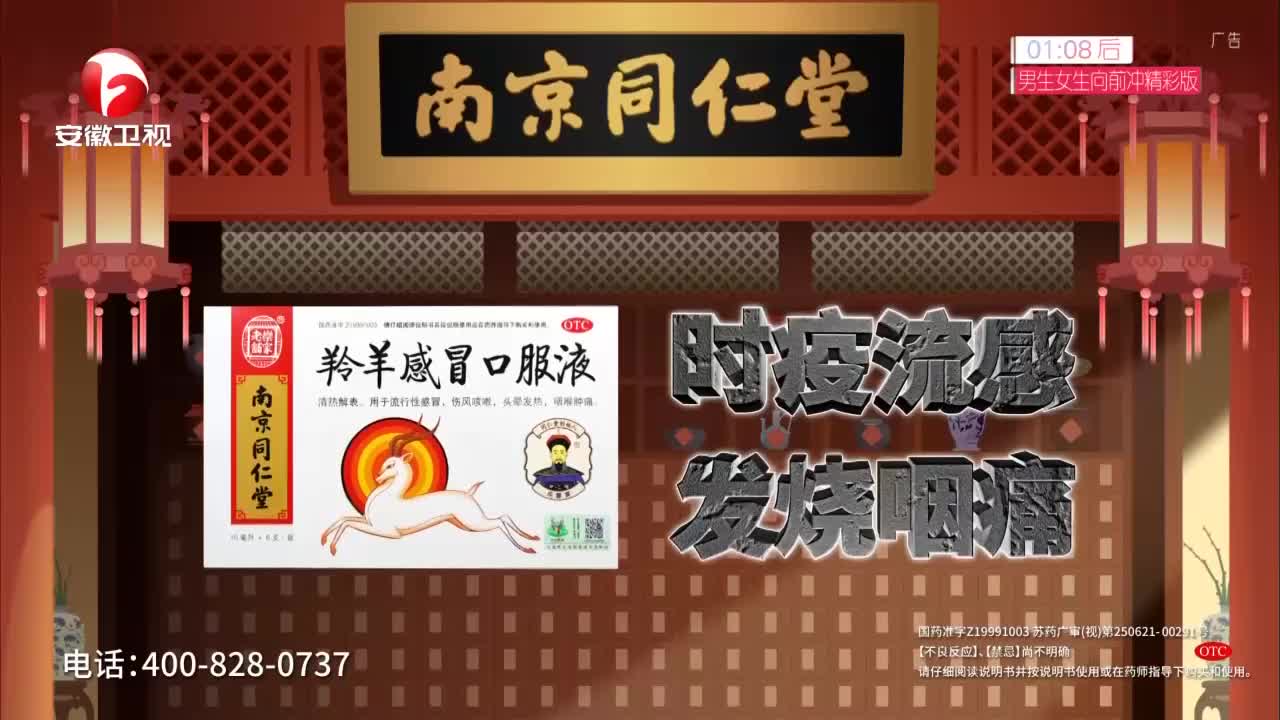 南京同仁堂
01:08后
男生女生向前冲精彩版
广告
安徽卫视
OTC
羚羊感冒口服液
清热解表。用于流行性感冒，伤风咳嗽，头晕发热，咽喉肿痛。
南京同仁堂
时疫流感
发烧咽痛
电话:400-828-0737
国药准字Z19991003 苏药广审(视)第250621-00291号
【不良反应】、【禁忌】尚不明确
OTC
请仔细阅读说明书并按说明书使用或在药师指导下购买和使用。